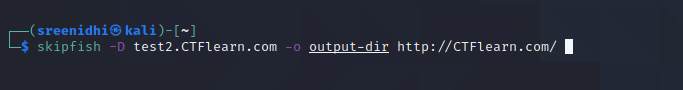 (sreenidhi㉿kali)-[~]
$ skipfish -D test2.CTFlearn.com -o output-dir http://CTFlearn.com/